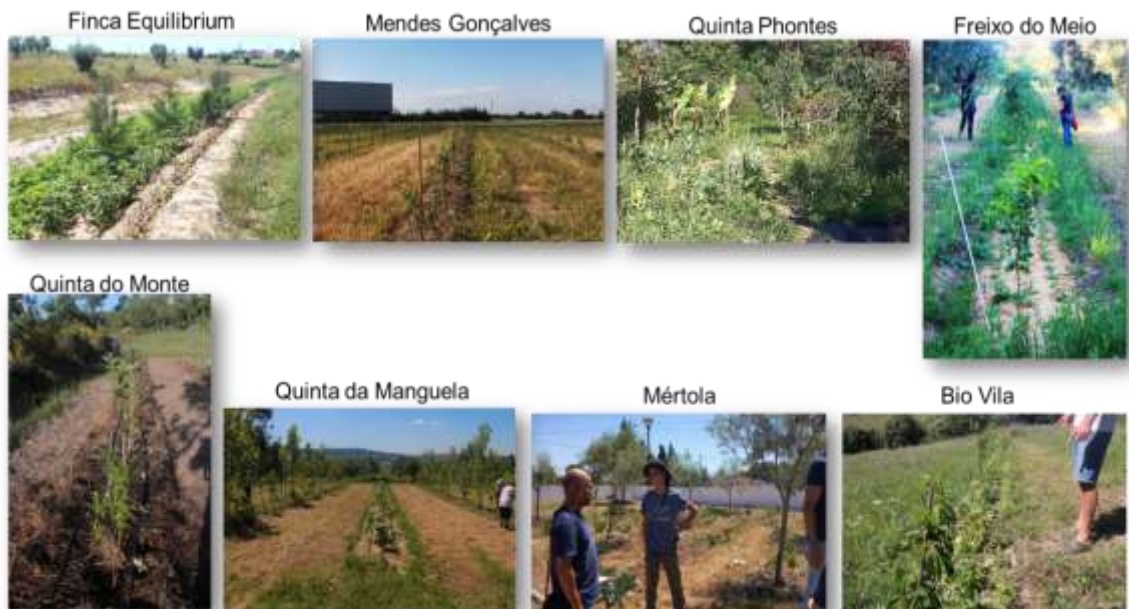 Finca Equilibrium
Mendes Gonçalves
Quinta Phontes
Freixo do Meio
Quinta do Monte
Quinta da Manguela
Mértola
Bio Vila